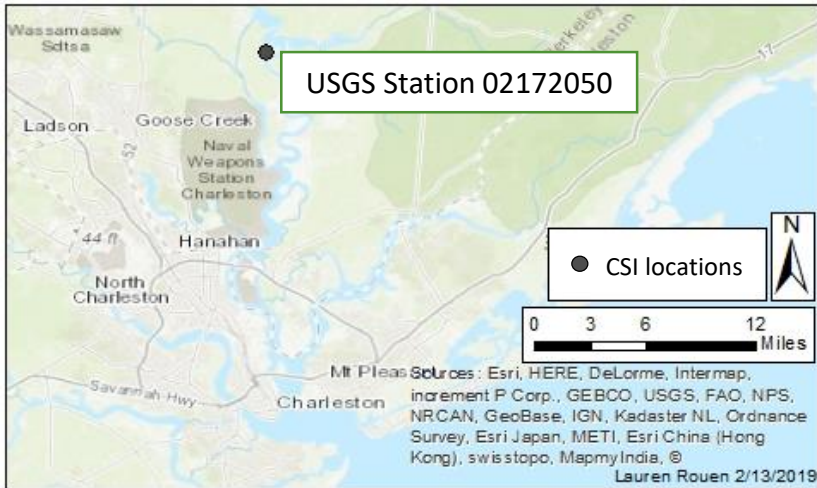 Wassamasaw
Sdtsa
USGS Station 02172050
Ladson
Goose Creek
52
17
Naval
Weapons
Station
Charleston
44 ft
Hanahan
North
Charleston
N
CSI locations
0 3 6 12
Miles
Mt Pleasant
Savannah Hwy
Charleston
Sources: Esri, HERE, DeLorme, Intermap,
increment P Corp., GEBCO, USGS, FAO, NPS,
NRCAN, GeoBase, IGN, Kadaster NL, Ordnance
Survey, Esri Japan, METI, Esri China (Hong
Kong), swisstopo, MapmyIndia, ©
Lauren Rouen 2/13/2019